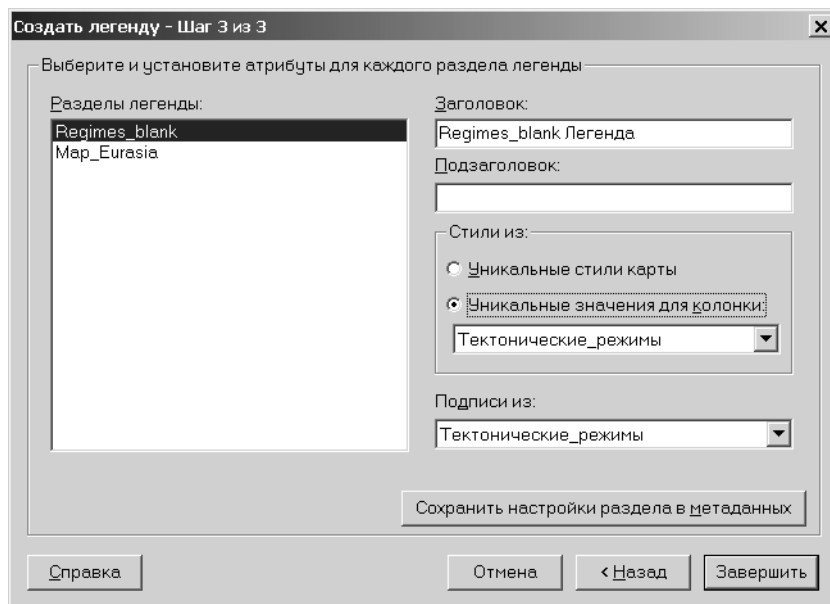 Создать легенду - Шаг 3 из 3
Выберите и установите атрибуты для каждого раздела легенды
Разделы легенды:
Regimes_blank
Map_Eurasia
Заголовок:
Regimes_blank Легенда
Подзаголовок:
Стили из:
Уникальные стили карты
Уникальные значения для колонки:
Тектонические_режимы
Подписи из:
Тектонические_режимы
Сохранить настройки раздела в метаданных
Справка
Отмена
< Назад
Завершить